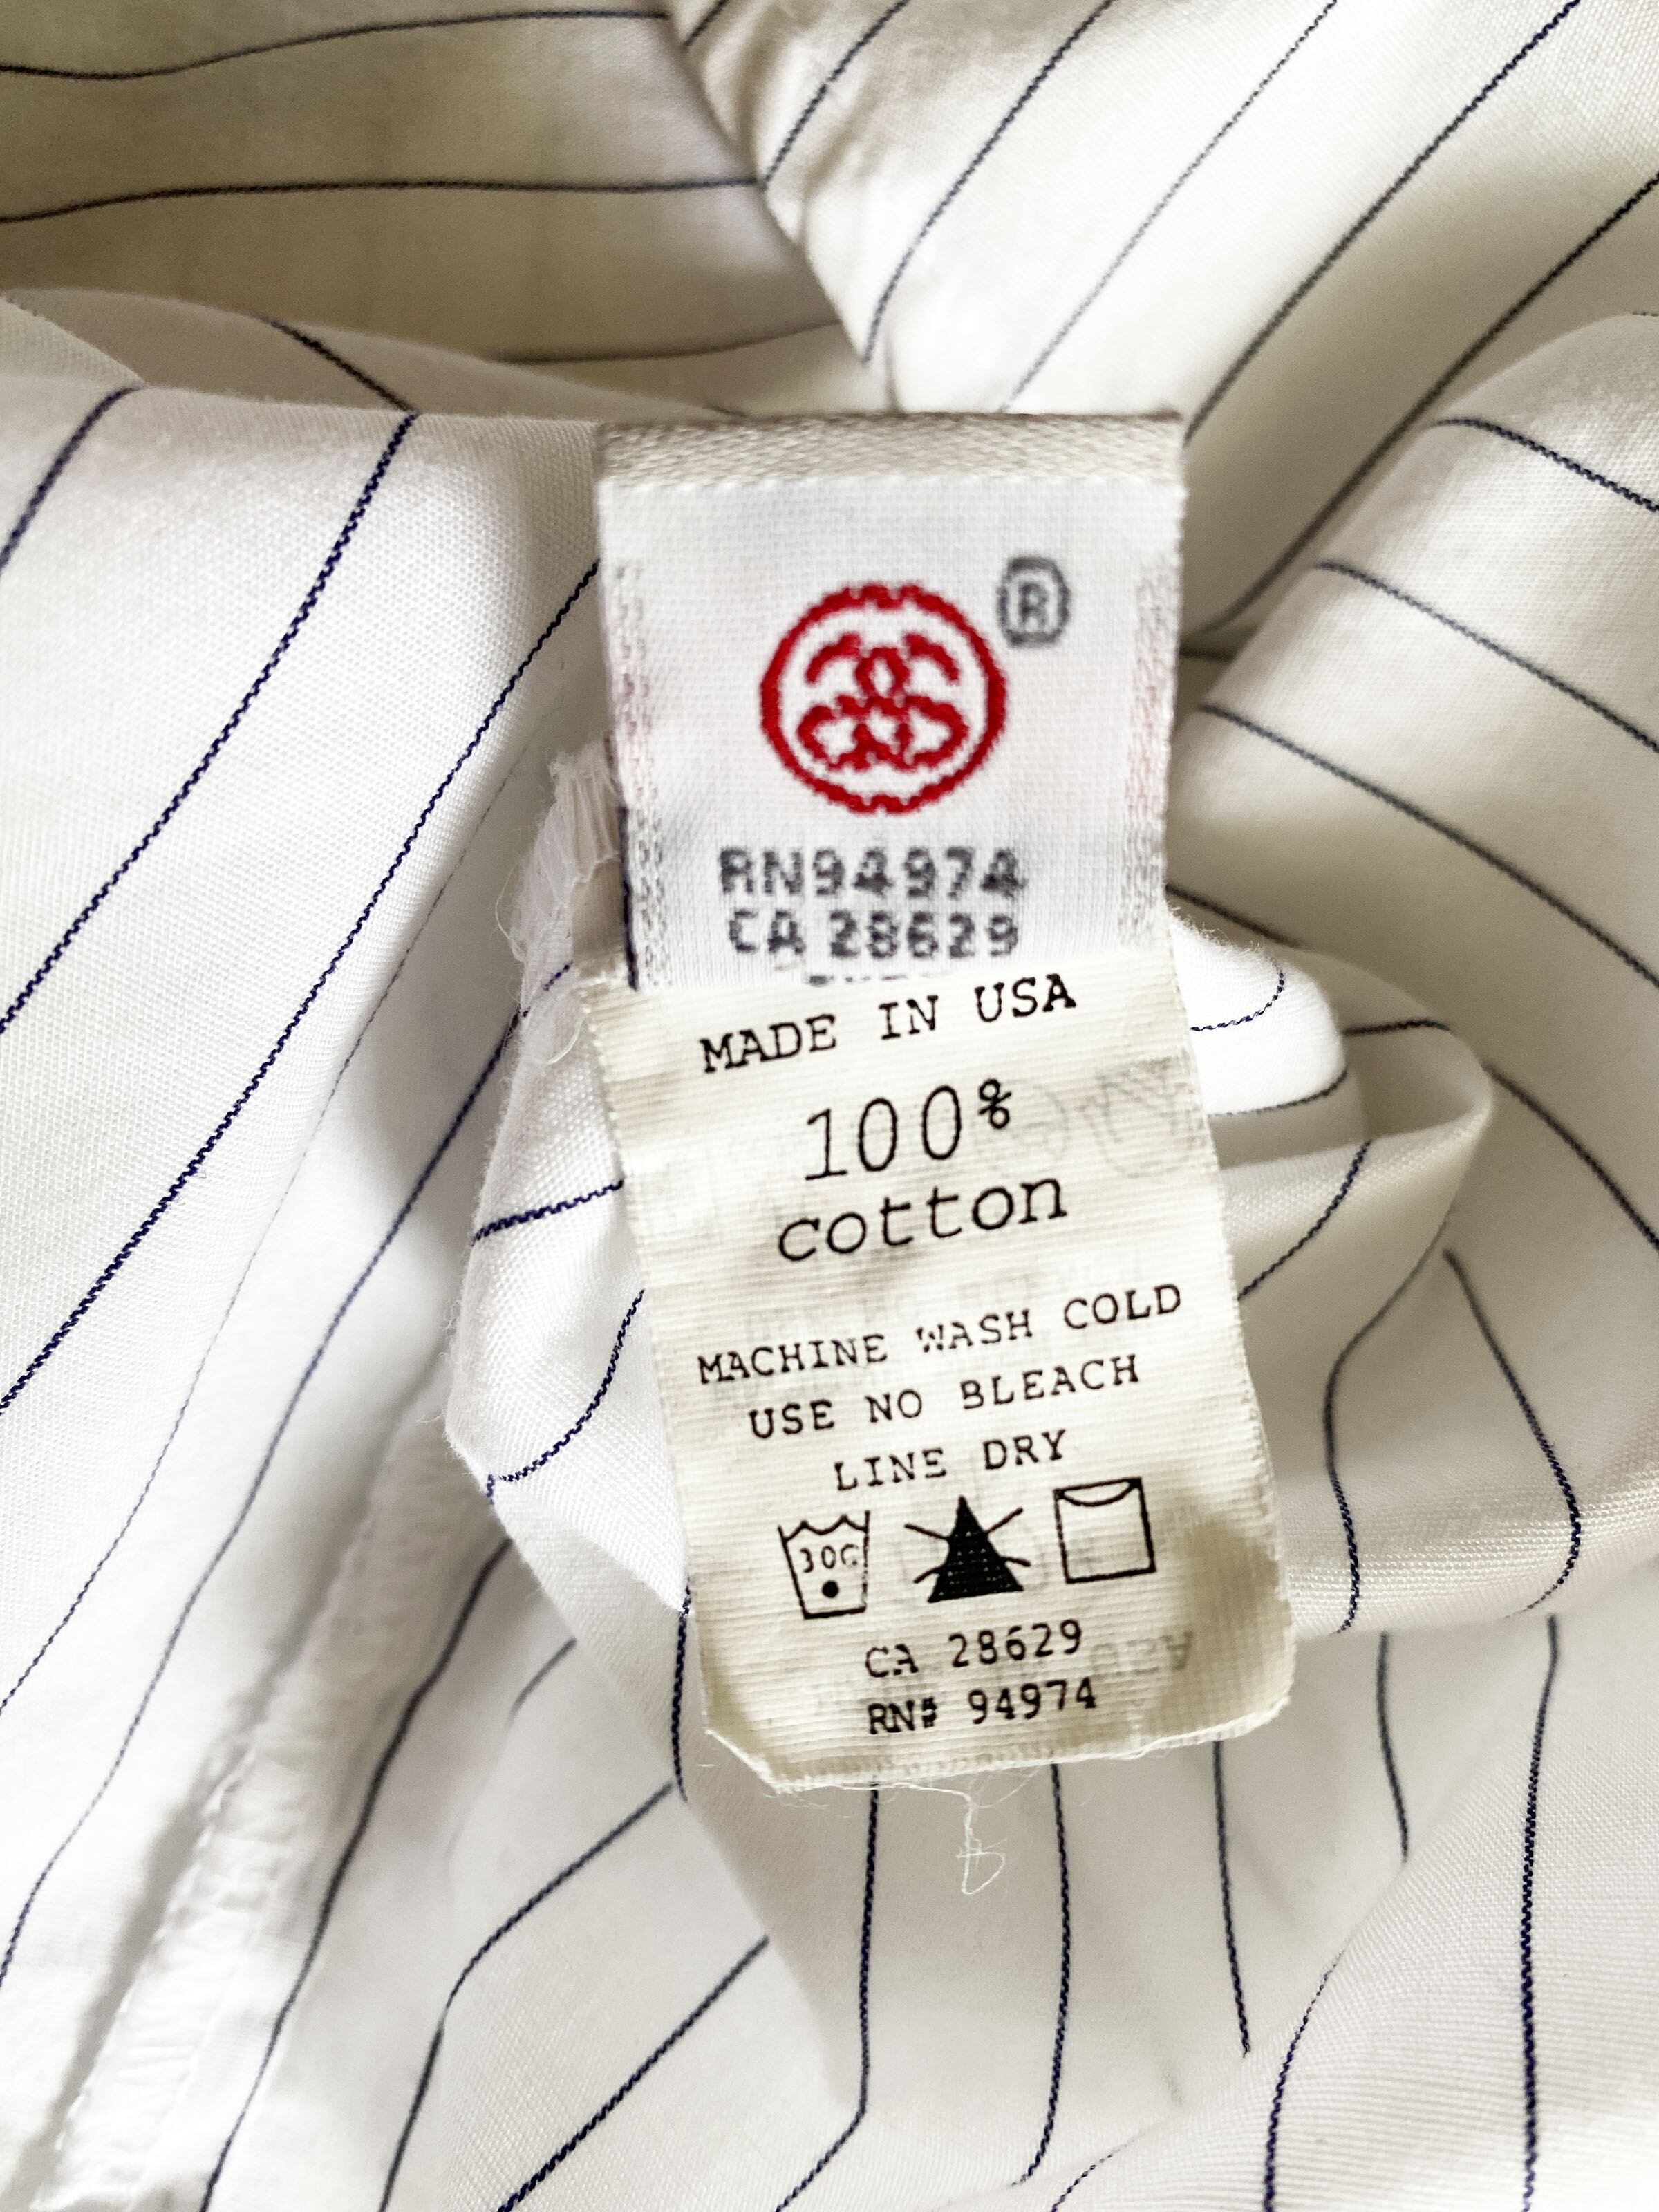 ®
RN94974
CA 28629
MADE IN USA
100%
cotton
MACHINE WASH COLD
USE NO BLEACH
LINE DRY
30C
CA 28629
RN# 94974